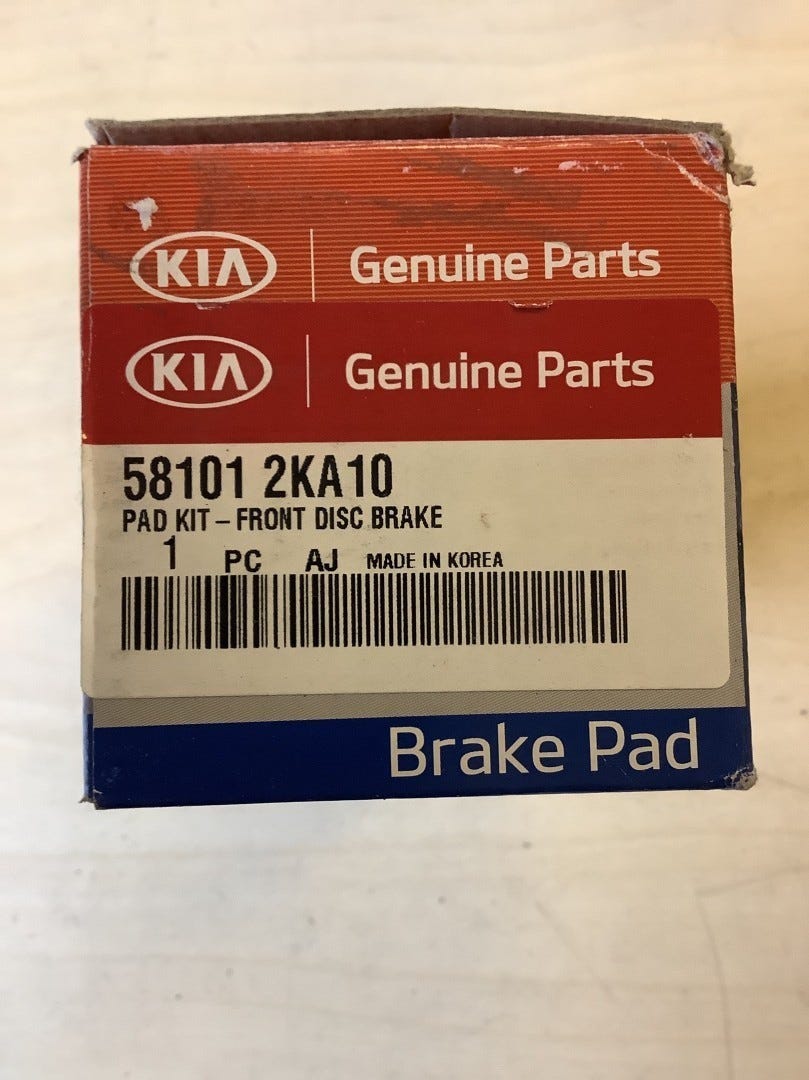 KIA Genuine Parts
KIA Genuine Parts
58101 2KA10
PAD KIT – FRONT DISC BRAKE
1 PC AJ MADE IN KOREA
Brake Pad